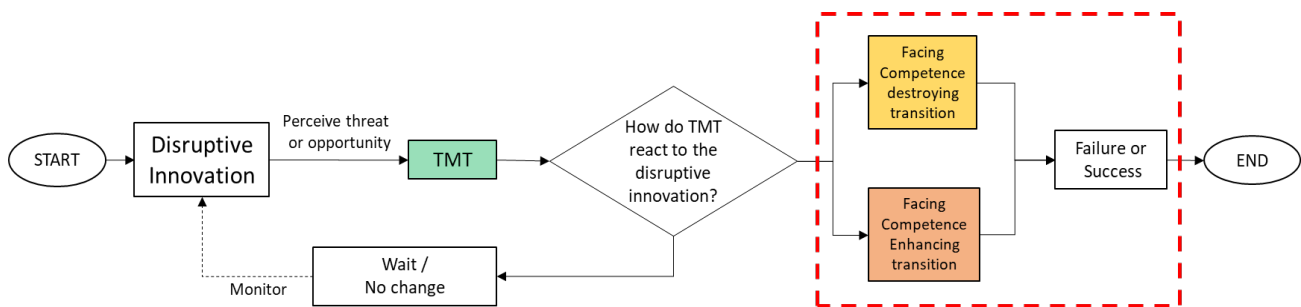 START
Disruptive
Innovation
Perceive threat
or opportunity
TMT
How do TMT
react to the
disruptive
innovation?
Wait /
No change
Monitor
Facing
Competence
destroying
transition
Facing
Competence
Enhancing
transition
Failure or
Success
END